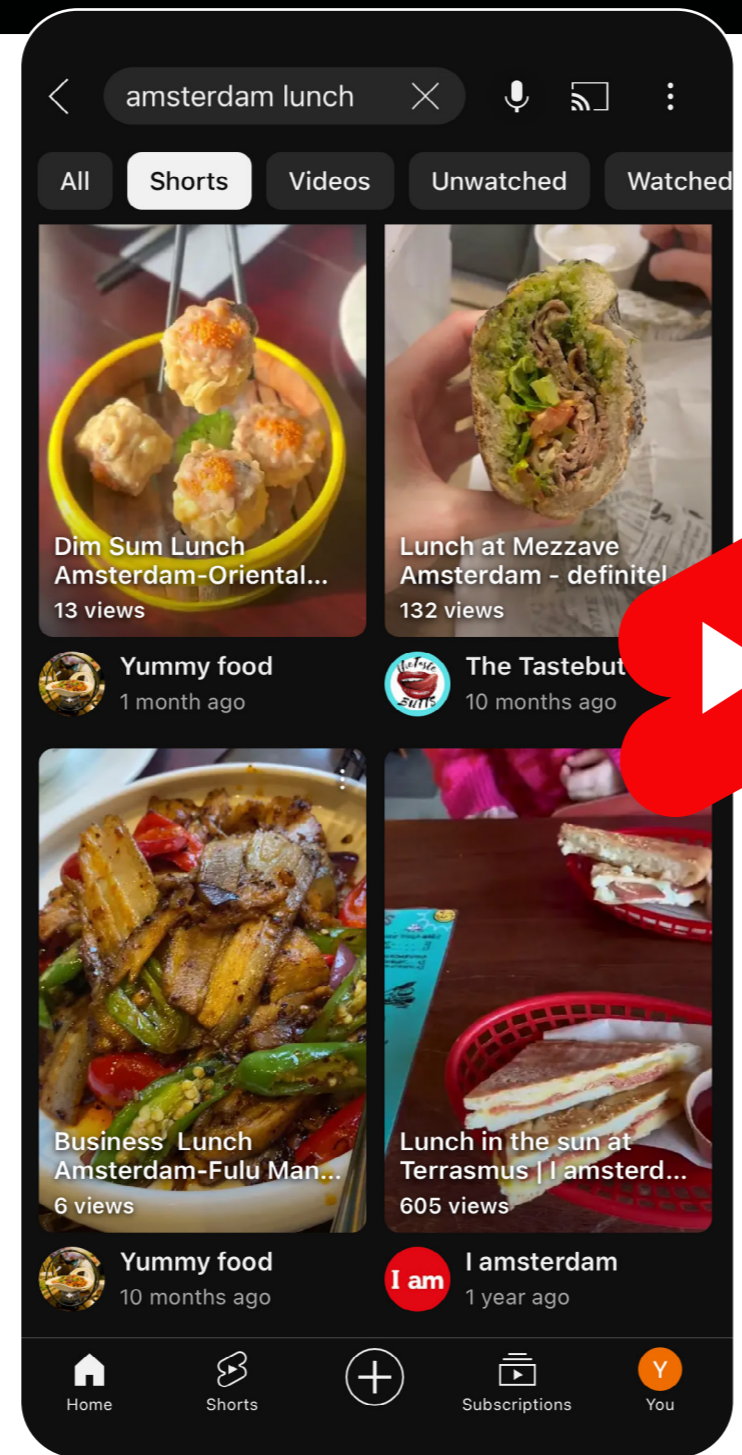 amsterdam lunch
All
Shorts
Videos
Unwatched
Watched
Dim Sum Lunch
Amsterdam-Oriental...
13 views
Lunch at Mezzave
Amsterdam - definitel
132 views
Yummy food
1 month ago
The Tastebut
10 months ago
Business Lunch
Amsterdam-Fulu Man...
6 views
Lunch in the sun at
Terrasmus | I amsterd...
605 views
Yummy food
10 months ago
I am
I amsterdam
1 year ago
Home
Shorts
Subscriptions
Y
You